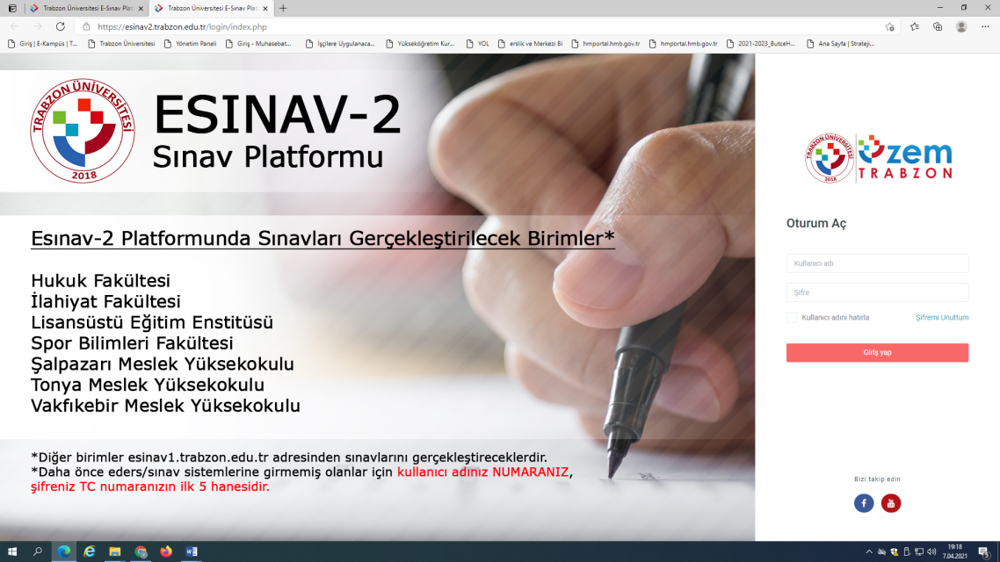 Trabzon Üniversitesi E-Sınav Plat
Trabzon Üniversitesi E-Sınav Plat
https://esinav2.trabzon.edu.tr/login/index.php
Giriş | E-Kampüs | T...
Trabzon Üniversitesi
Yönetim Paneli
Giriş - Muhasebat...
İşçilere Uygulanaca...
Yükseköğretim Kur...
YOL
erslik ve Merkezi Bi
hmportal.hmb.gov.tr
hmportal.hmb.gov.tr
2021-2023_ButceH...
Ana Sayfa | Strateji...
TRABZON ÜNİVERSİTESİ
2018
ESINAV-2
Sınav Platformu
Esınav-2 Platformunda Sınavları Gerçekleştirilecek Birimler*
Hukuk Fakültesi
İlahiyat Fakültesi
Lisansüstü Eğitim Enstitüsü
Spor Bilimleri Fakültesi
Şalpazarı Meslek Yüksekokulu
Tonya Meslek Yüksekokulu
Vakfıkebir Meslek Yüksekokulu
*Diğer birimler esinav1.trabzon.edu.tr adresinden sınavlarını gerçekleştireceklerdir.
*Daha önce eders/sınav sistemlerine girmemiş olanlar için kullanıcı adınız NUMARANIZ,
şifreniz TC numaranızın ilk 5 hanesidir.
TRABZON ÜNİVERSİTESİ
2018
üzem
TRABZON
Oturum Aç
Kullanıcı adı
Şifre
Kullanıcı adını hatırla
Şifremi Unuttum
Giriş yap
Bizi takip edin
19:18
7.04.2021
5